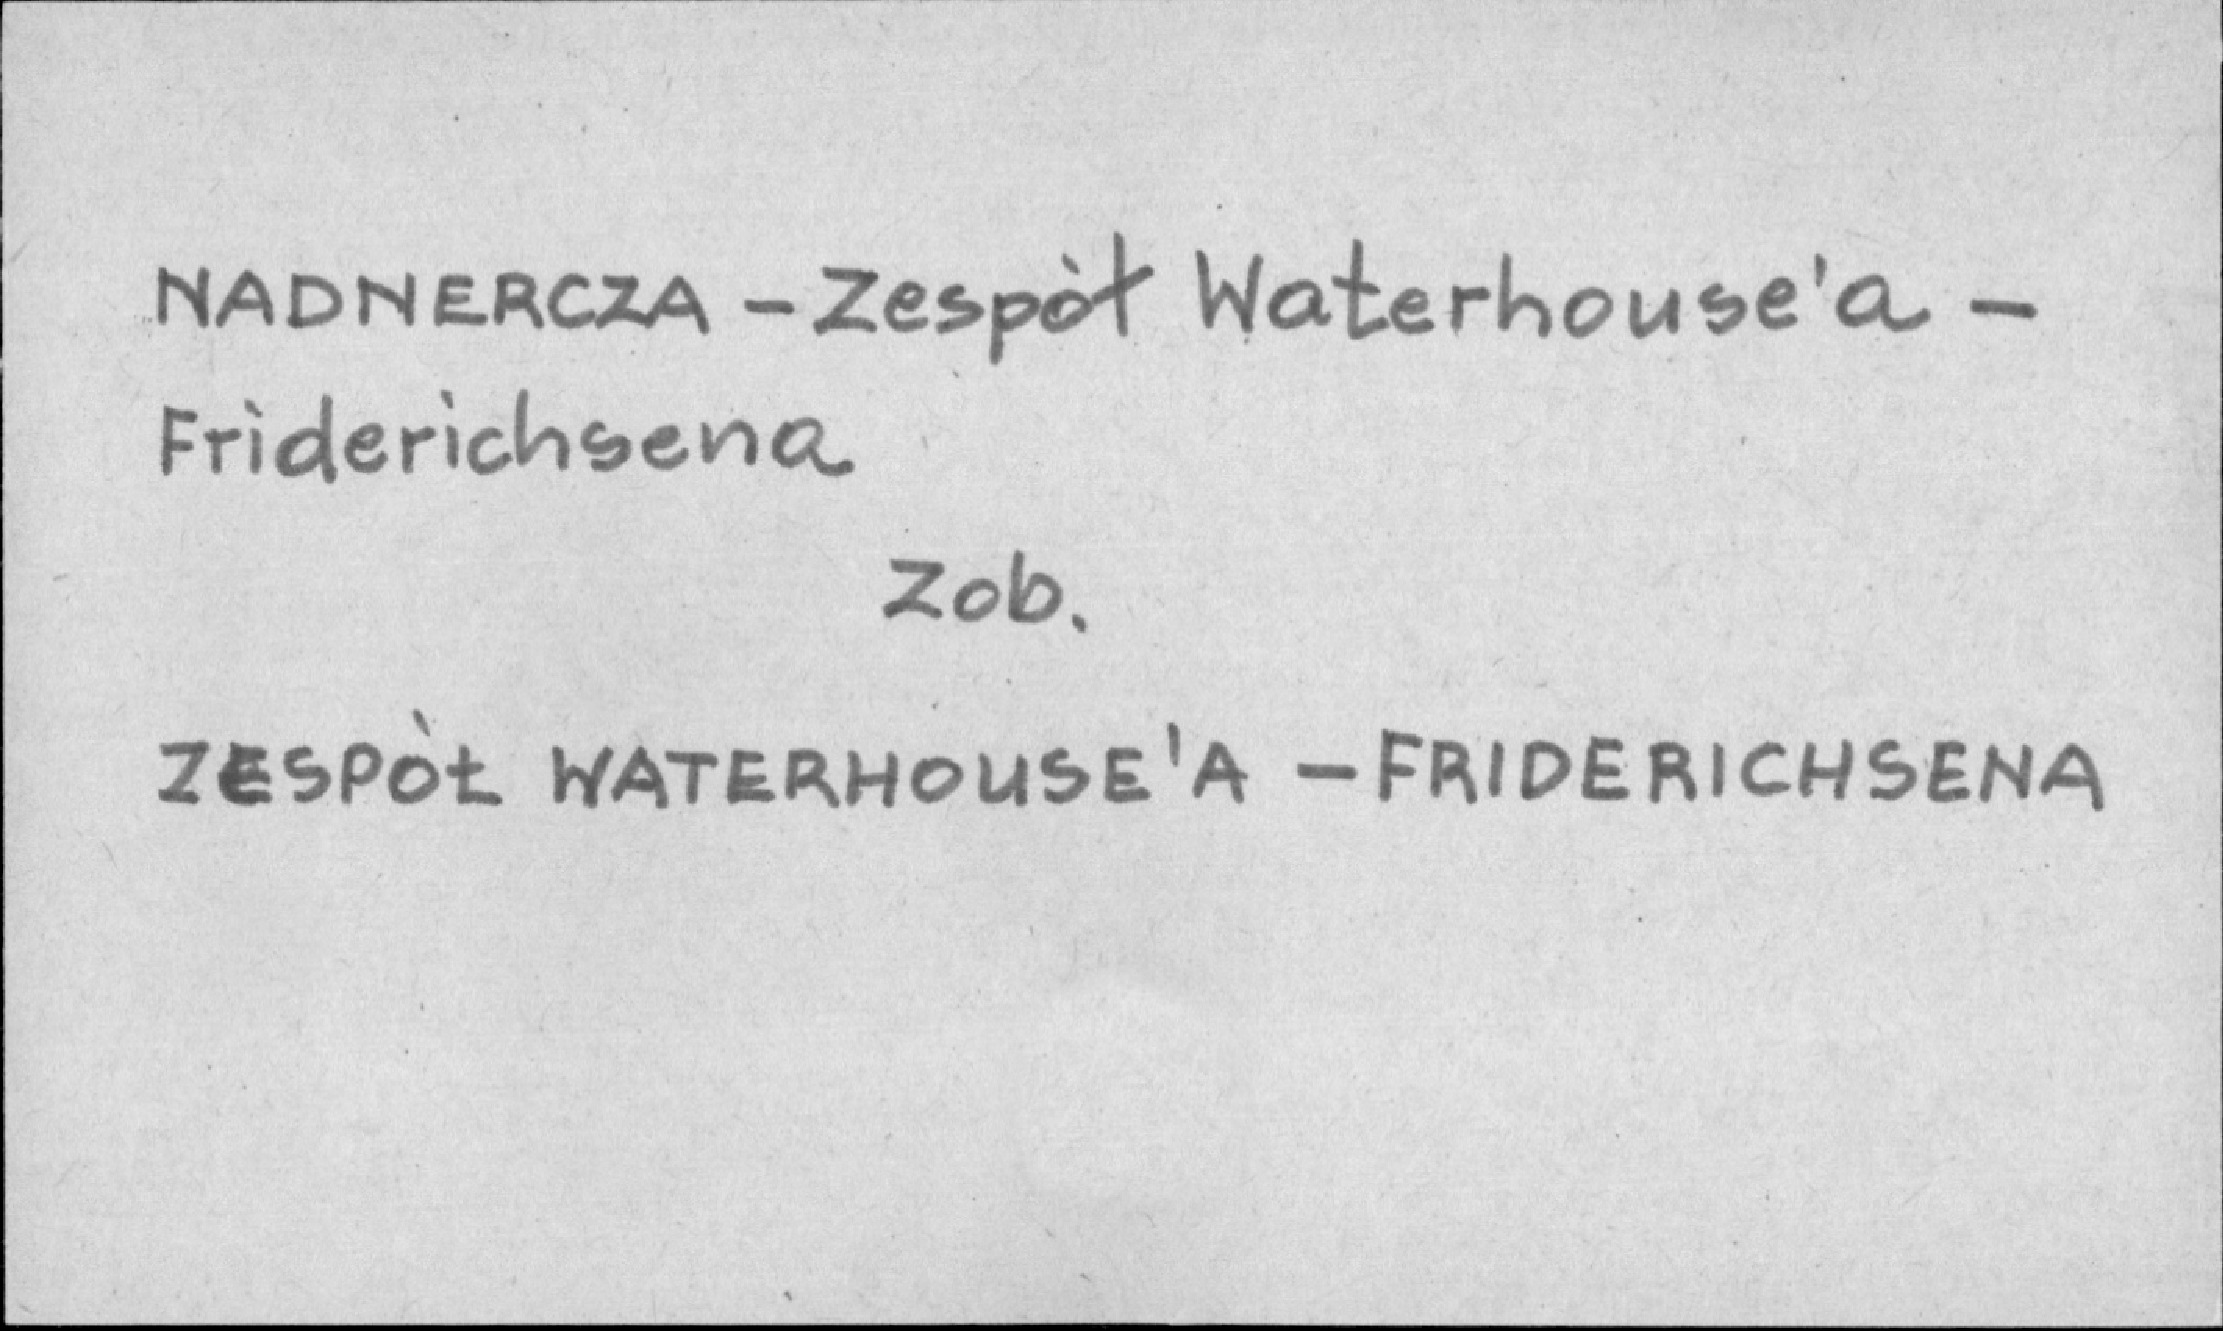 NADNERCZA - Zespół Waterhouse'a -
Friderichsena
Zob.
ZESPÓŁ WATERHOUSE'A - FRIDERICHSENA